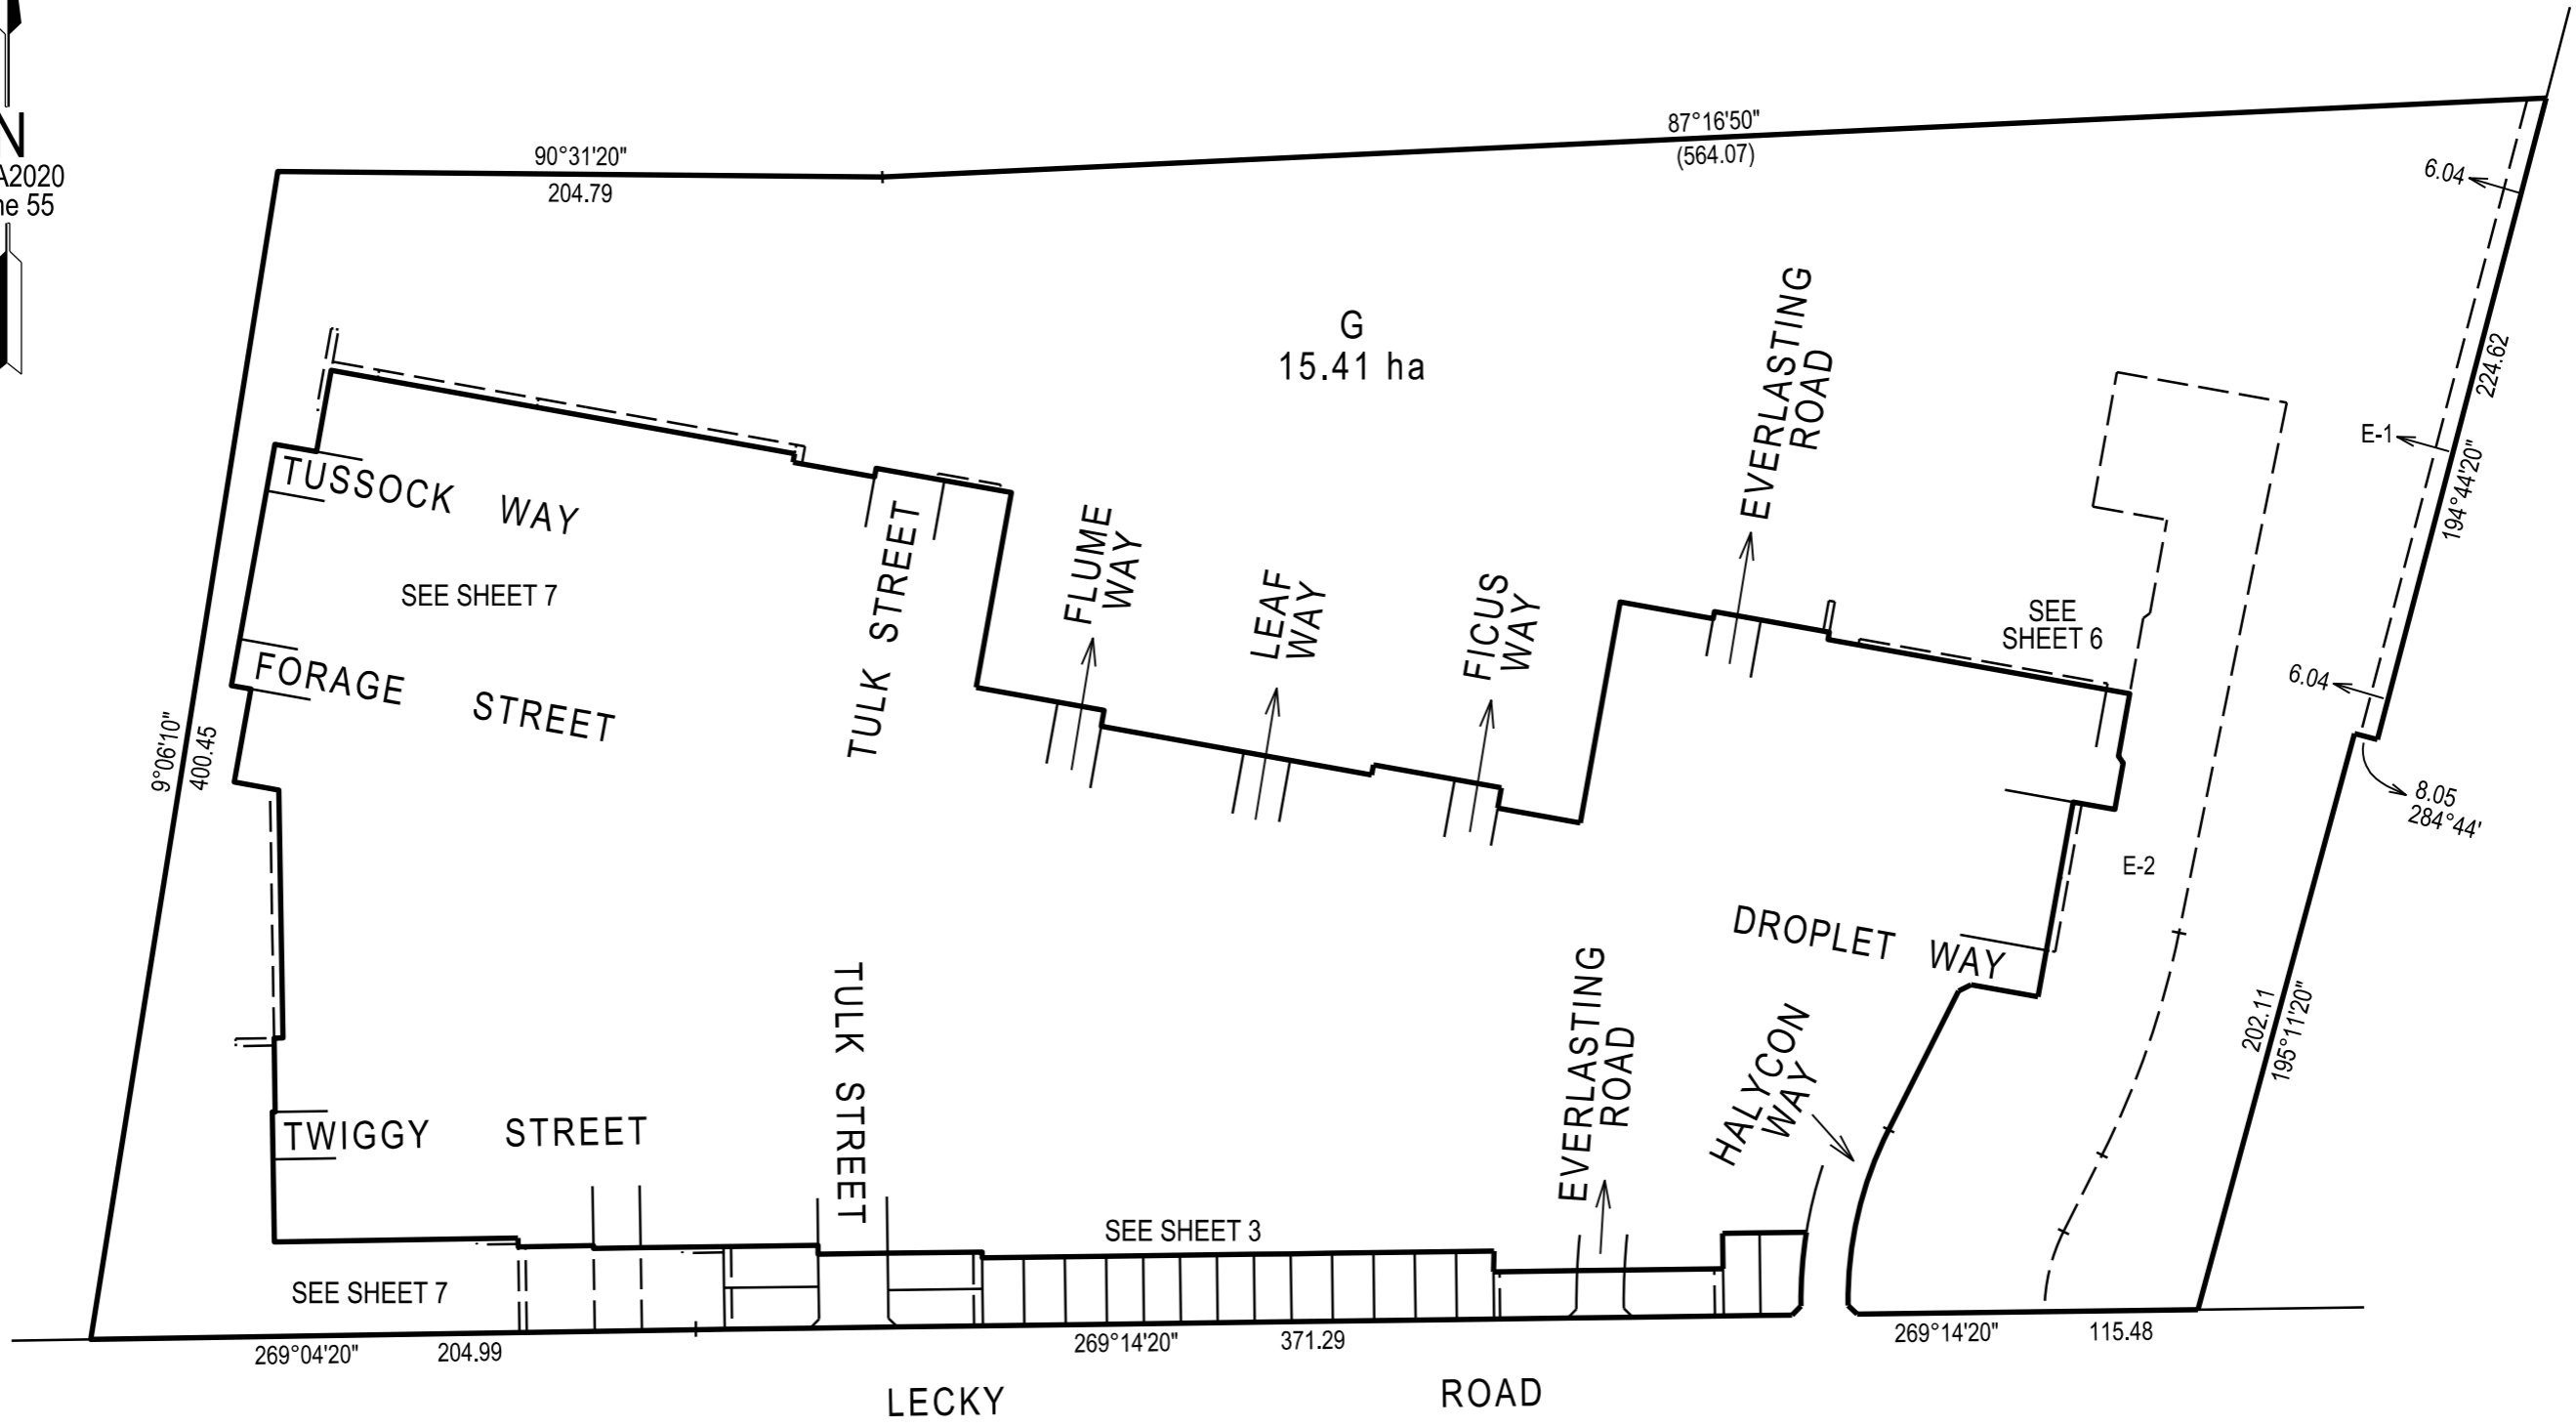 N
A2020
ne 55
90°31'20"
204.79
87°16'50"
(564.07)
6.04
224.62
194°44'20"
E-1
G
15.41 ha
EVERLASTING
ROAD
TUSSOCK WAY
SEE SHEET 7
FORAGE STREET
TULK STREET
FLUME
WAY
LEAF
WAY
FICUS
WAY
SEE
SHEET 6
6.04
8.05
284°44'
9°06'10"
400.45
E-2
DROPLET WAY
202.11
195°11'20"
TULK STREET
EVERLASTING
ROAD
HALYCON
WAY
TWIGGY STREET
SEE SHEET 3
SEE SHEET 7
269°04'20" 204.99
269°14'20" 371.29
269°14'20" 115.48
LECKY ROAD